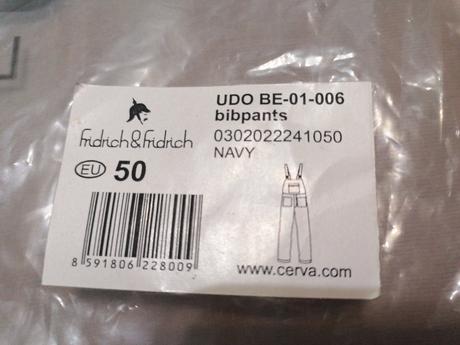 UDO BE-01-006
bibpants
Fridrich&Fridrich
0302022241050
NAVY
EU 50
8 591806 228009
www.cerva.com